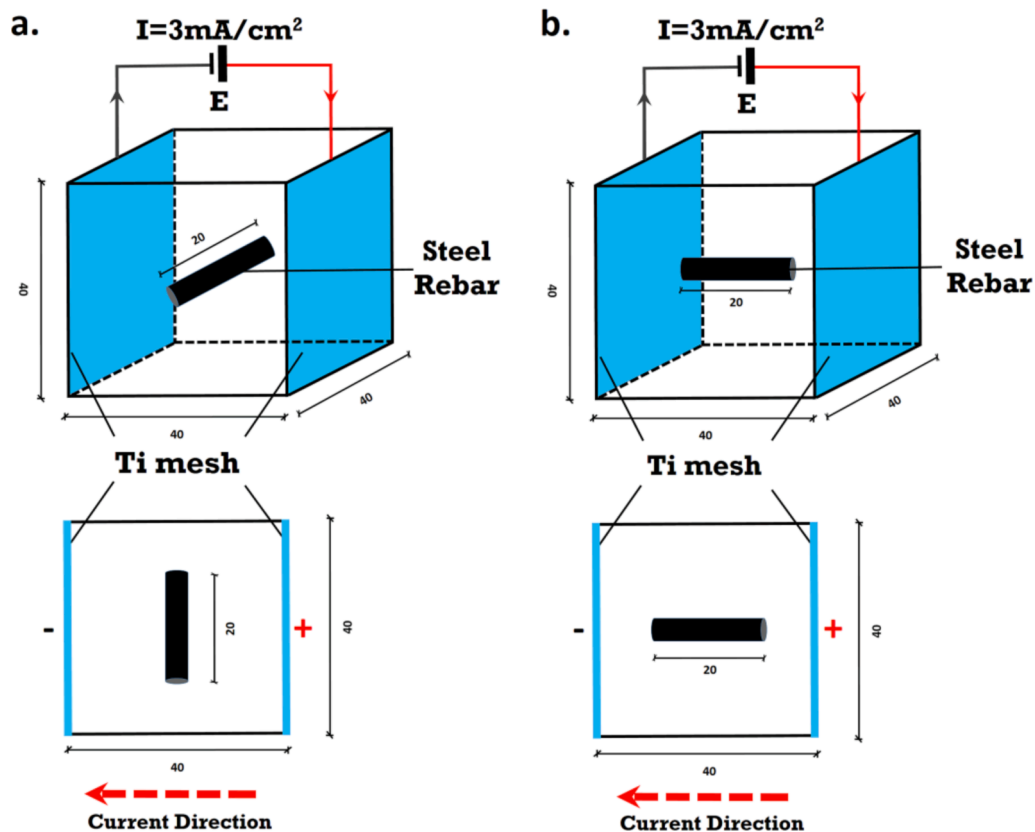 a.
I=3mA/cm²
E
20
Steel
Rebar
40
40
40
Ti mesh
-
+
20
40
40
Current Direction
b.
I=3mA/cm²
E
Steel
Rebar
20
40
40
40
Ti mesh
-
+
20
40
40
Current Direction